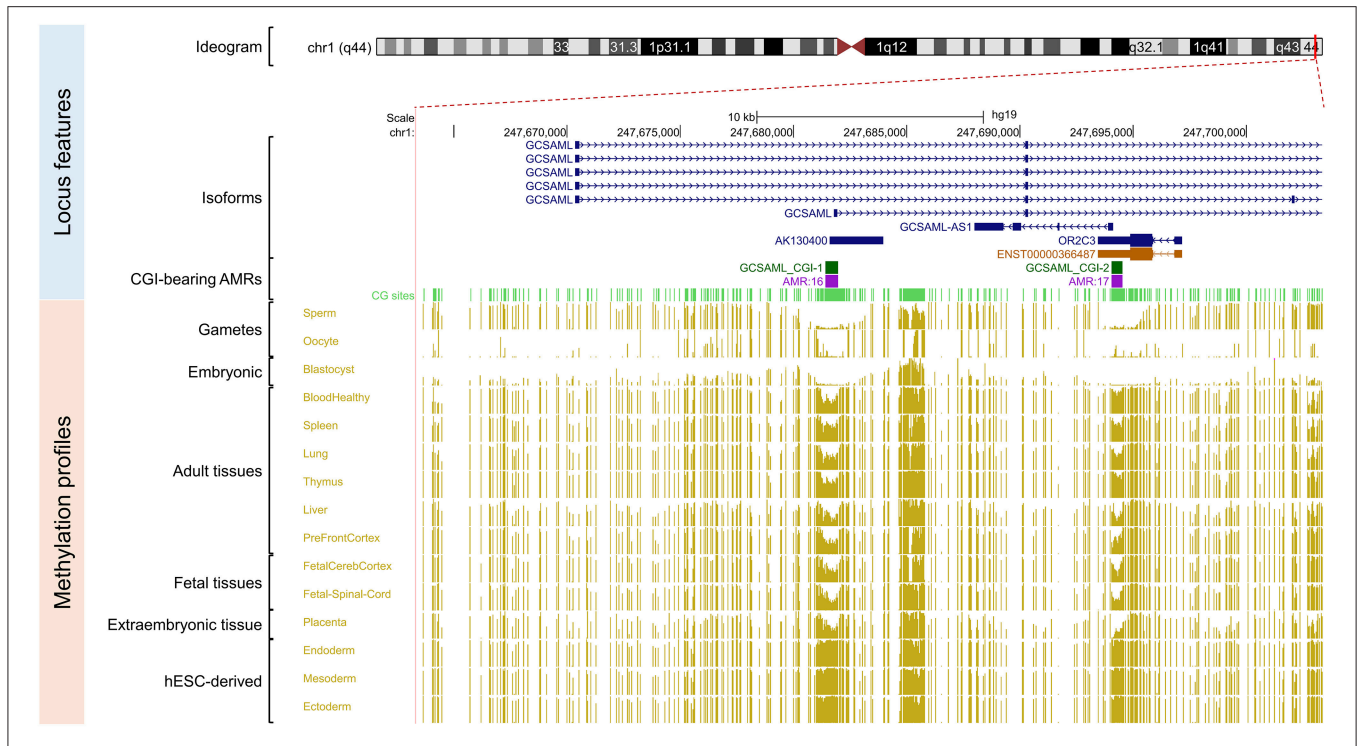 Locus features
Methylation profiles
Ideogram
chr1 (q44)
33
31.3
1p31.1
1q12
q32.1
1q41
q43
44
Scale
10 kb
hg19
chr1:
247,670,000
247,675,000
247,680,000
247,685,000
247,690,000
247,695,000
247,700,000
Isoforms
GCSAML
GCSAML
GCSAML
GCSAML
GCSAML
GCSAML
GCSAML-AS1
AK130400
OR2C3
ENST00000366487
CGI-bearing AMRs
GCSAML_CGI-1
GCSAML_CGI-2
AMR:16
AMR:17
CG sites
Gametes
Sperm
Oocyte
Embryonic
Blastocyst
Adult tissues
BloodHealthy
Spleen
Lung
Thymus
Liver
PreFrontCortex
Fetal tissues
FetalCerebCortex
Fetal-Spinal-Cord
Extraembryonic tissue
Placenta
hESC-derived
Endoderm
Mesoderm
Ectoderm